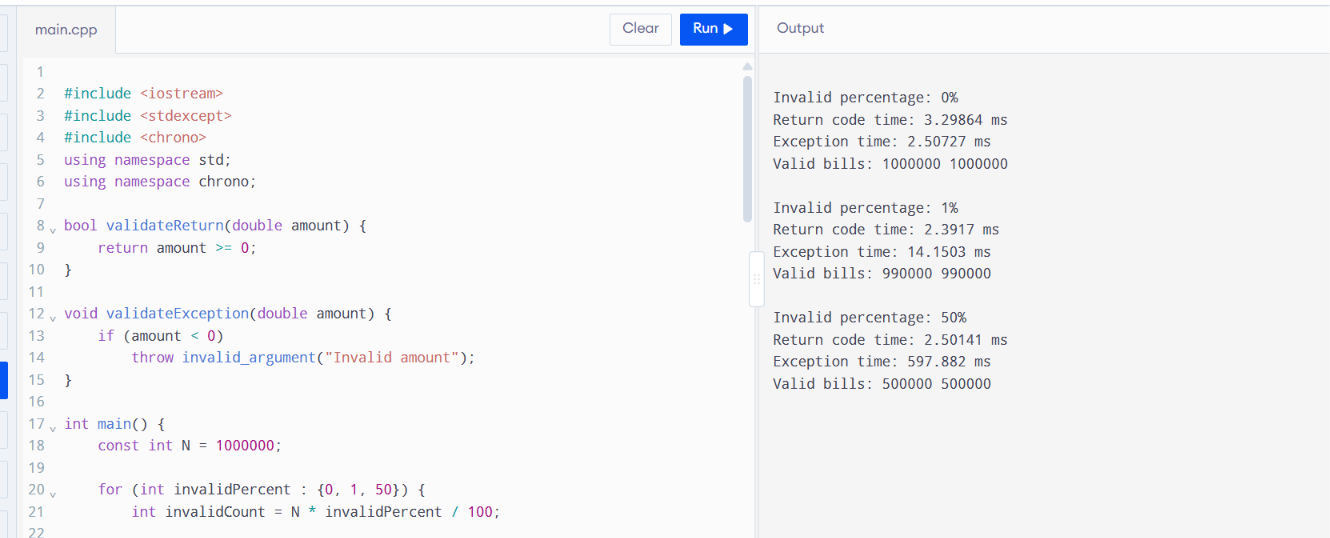 main.cpp
Clear
Run
Output
1
2 #include <iostream>
3 #include <stdexcept>
4 #include <chrono>
5 using namespace std;
6 using namespace chrono;
7
8 bool validateReturn(double amount) {
9     return amount >= 0;
10 }
11
12 void validateException(double amount) {
13     if (amount < 0)
14         throw invalid_argument("Invalid amount");
15 }
16
17 int main() {
18     const int N = 1000000;
19
20     for (int invalidPercent : {0, 1, 50}) {
21         int invalidCount = N * invalidPercent / 100;
22
Invalid percentage: 0%
Return code time: 3.29864 ms
Exception time: 2.50727 ms
Valid bills: 1000000 1000000
Invalid percentage: 1%
Return code time: 2.3917 ms
Exception time: 14.1503 ms
Valid bills: 990000 990000
Invalid percentage: 50%
Return code time: 2.50141 ms
Exception time: 597.882 ms
Valid bills: 500000 500000